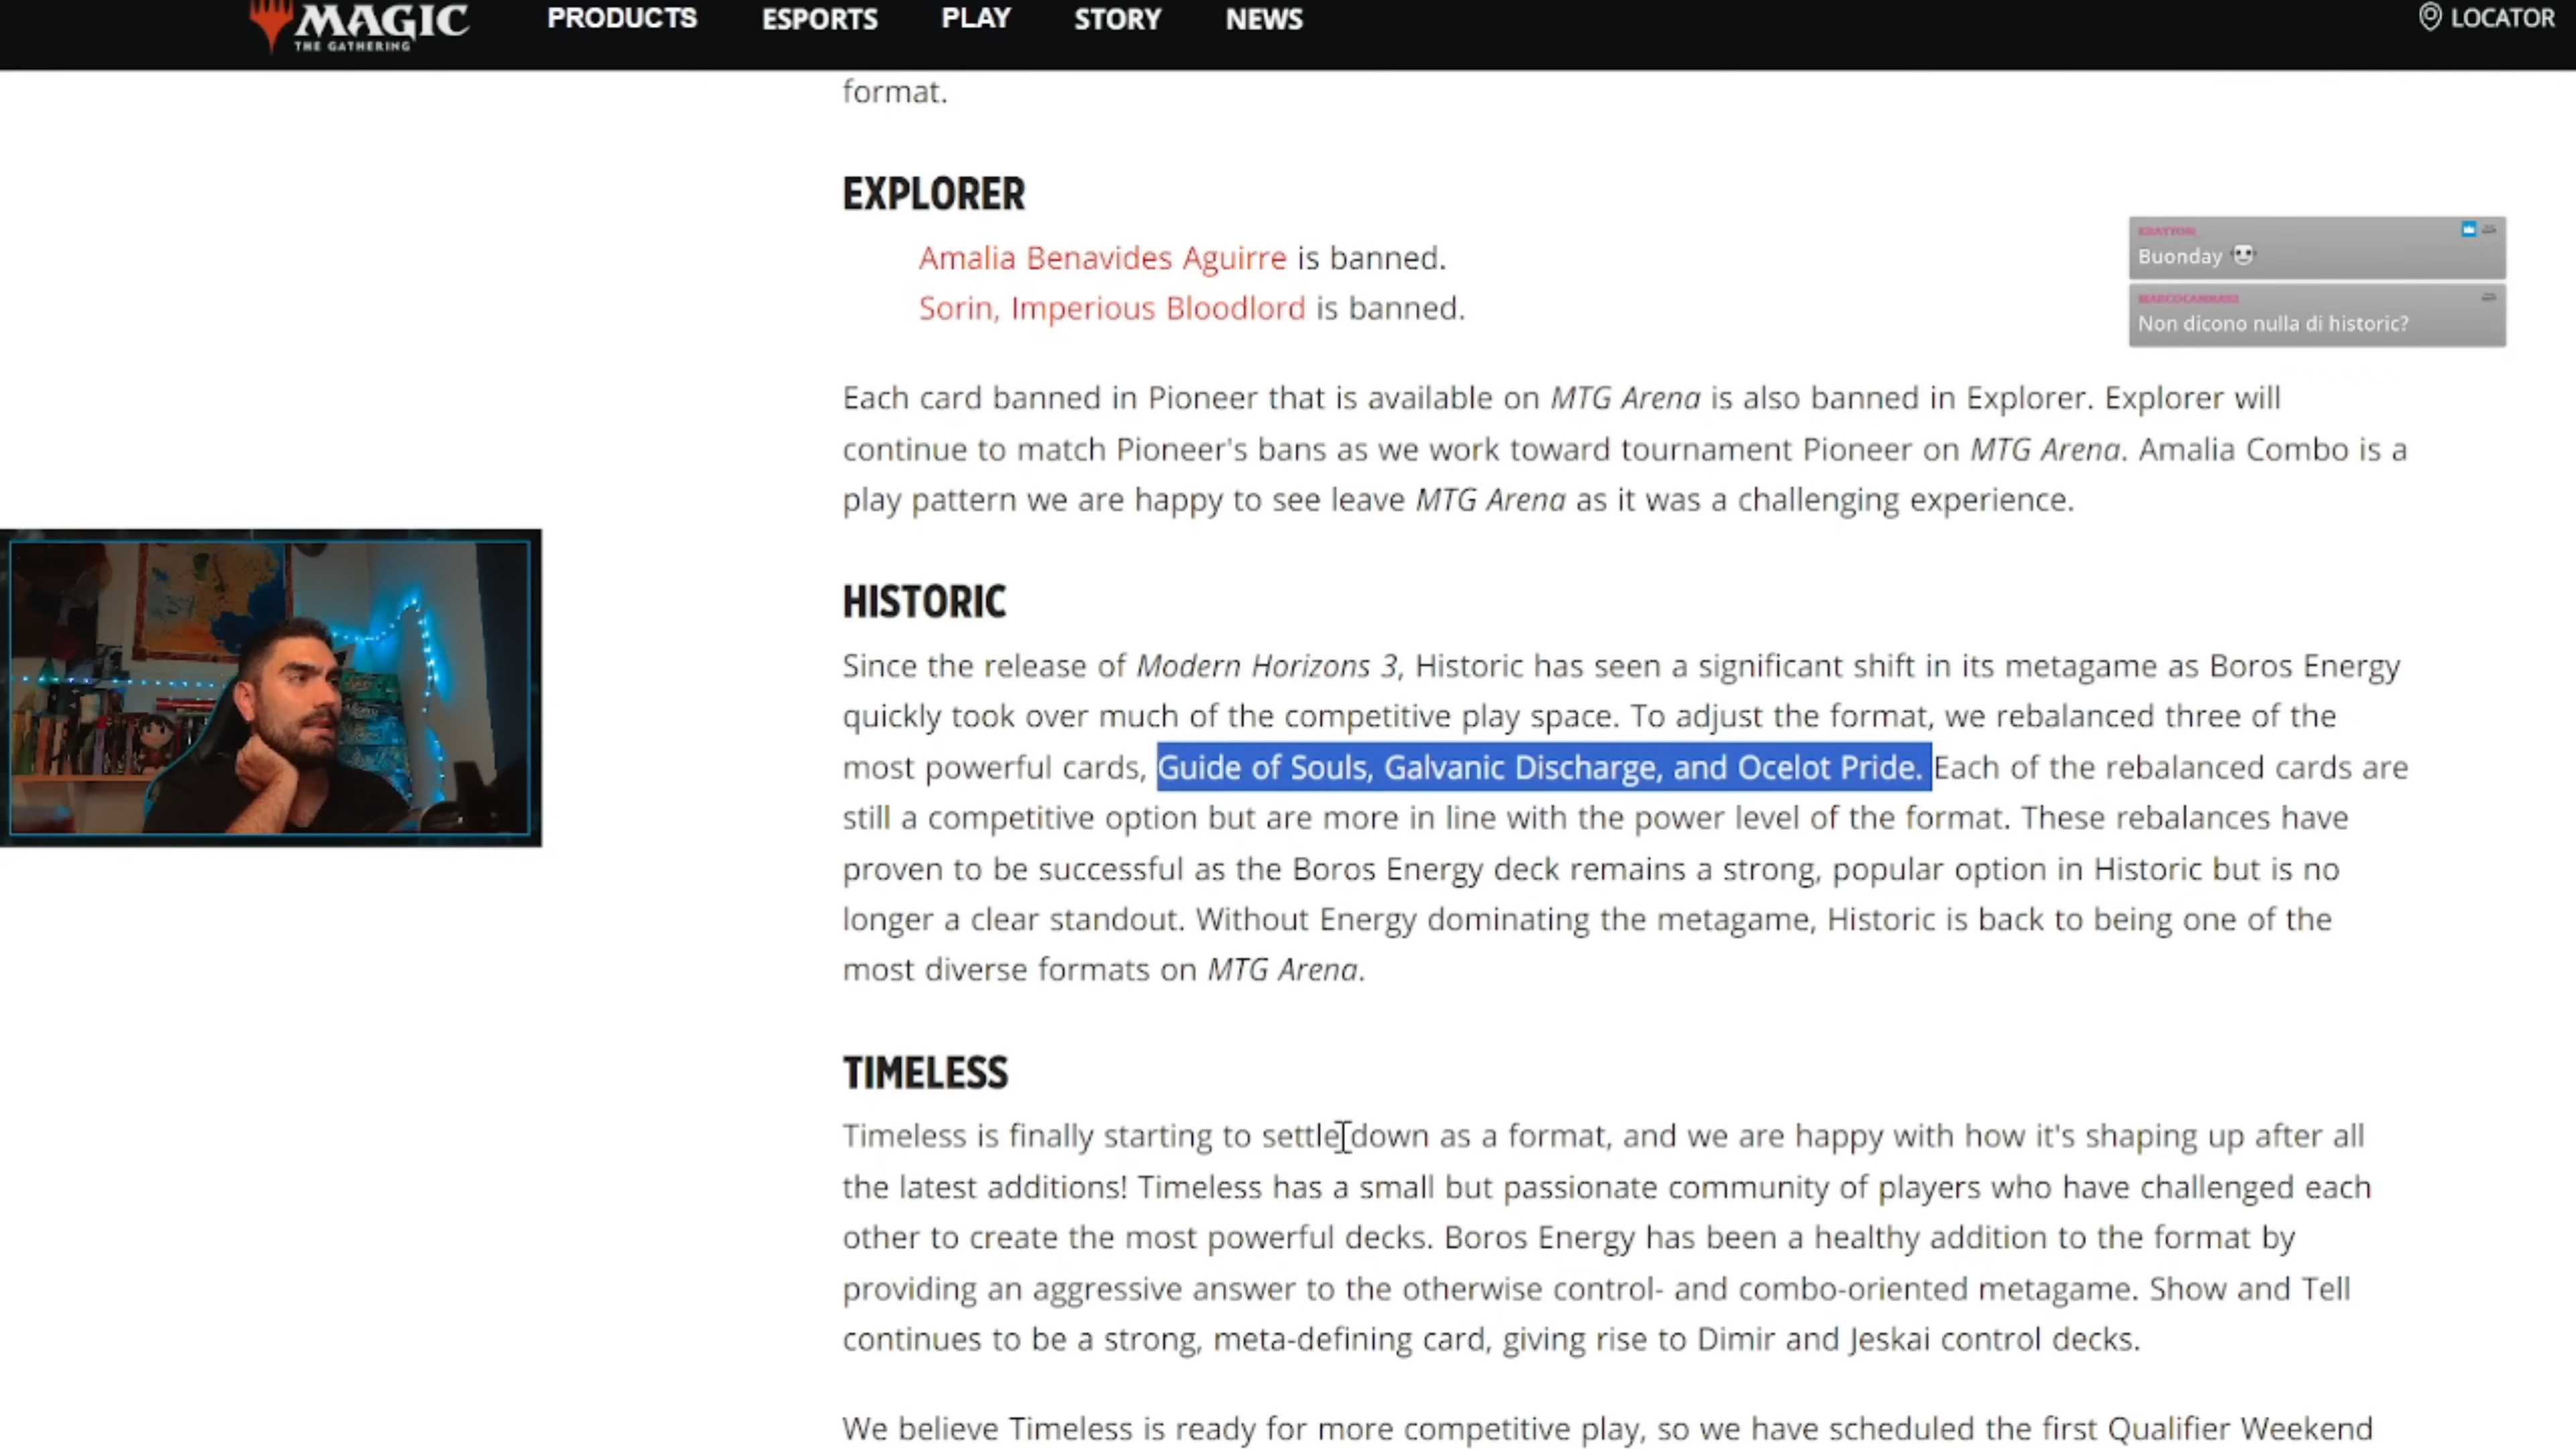 MAGIC
THE GATHERING
PRODUCTS
ESPORTS
PLAY
STORY
NEWS
LOCATOR
format.
EXPLORER
Amalia Benavides Aguirre is banned.
Sorin, Imperious Bloodlord is banned.
Buonday
Non dicono nulla di historic?
Each card banned in Pioneer that is available on MTG Arena is also banned in Explorer. Explorer will
continue to match Pioneer's bans as we work toward tournament Pioneer on MTG Arena. Amalia Combo is a
play pattern we are happy to see leave MTG Arena as it was a challenging experience.
HISTORIC
Since the release of Modern Horizons 3, Historic has seen a significant shift in its metagame as Boros Energy
quickly took over much of the competitive play space. To adjust the format, we rebalanced three of the
most powerful cards, Guide of Souls, Galvanic Discharge, and Ocelot Pride. Each of the rebalanced cards are
still a competitive option but are more in line with the power level of the format. These rebalances have
proven to be successful as the Boros Energy deck remains a strong, popular option in Historic but is no
longer a clear standout. Without Energy dominating the metagame, Historic is back to being one of the
most diverse formats on MTG Arena.
TIMELESS
Timeless is finally starting to settle down as a format, and we are happy with how it's shaping up after all
the latest additions! Timeless has a small but passionate community of players who have challenged each
other to create the most powerful decks. Boros Energy has been a healthy addition to the format by
providing an aggressive answer to the otherwise control- and combo-oriented metagame. Show and Tell
continues to be a strong, meta-defining card, giving rise to Dimir and Jeskai control decks.
We believe Timeless is ready for more competitive play, so we have scheduled the first Qualifier Weekend